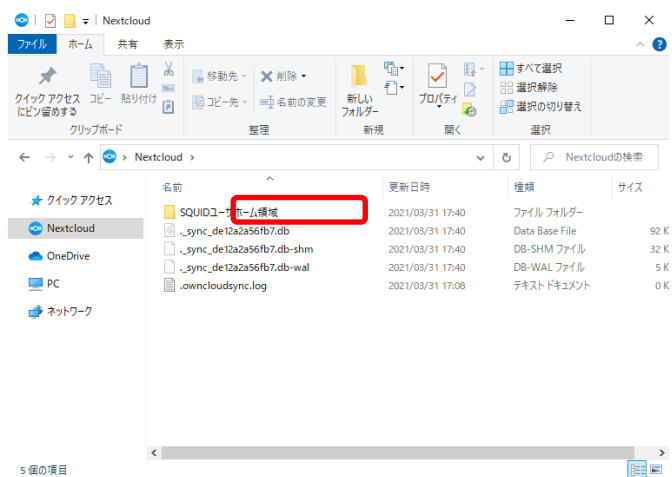 Nextcloud
ファイル ホーム 共有 表示
クイック アクセスにピン留めする
コピー
貼り付け
クリップボード
移動先
コピー先
削除
名前の変更
整理
新しいフォルダー
新規
プロパティ
開く
すべて選択
選択解除
選択の切り替え
選択
Nextcloud
Nextcloudの検索
クイック アクセス
Nextcloud
OneDrive
PC
ネットワーク
名前 更新日時 種類 サイズ
SQUIDユーザホーム領域 2021/03/31 17:40 ファイル フォルダー
._sync_de12a2a56fb7.db 2021/03/31 17:40 Data Base File 92 K
._sync_de12a2a56fb7.db-shm 2021/03/31 17:40 DB-SHM ファイル 32 K
._sync_de12a2a56fb7.db-wal 2021/03/31 17:40 DB-WAL ファイル 5 K
.owncloudsync.log 2021/03/31 17:08 テキスト ドキュメント 0 K
5 個の項目